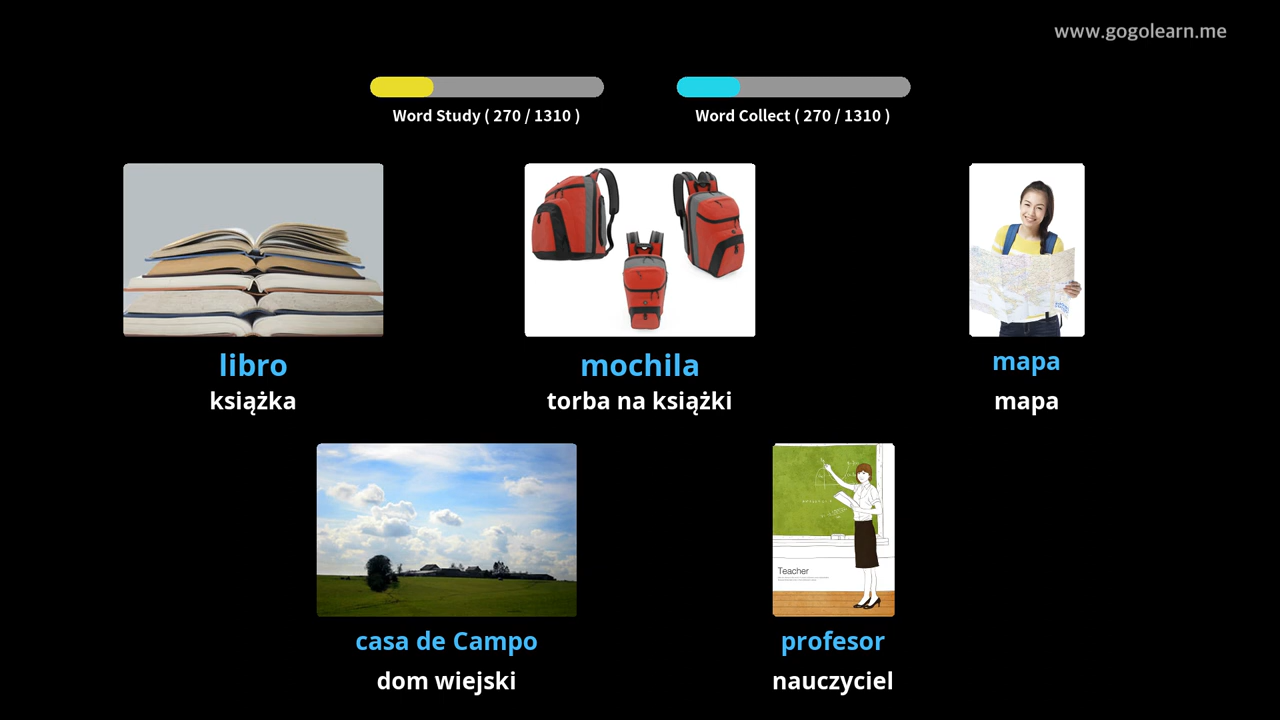 www.gogolearn.me
Word Study ( 270 / 1310 )
Word Collect ( 270 / 1310 )
libro
książka
mochila
torba na książki
mapa
mapa
Teacher
casa de Campo
dom wiejski
profesor
nauczyciel